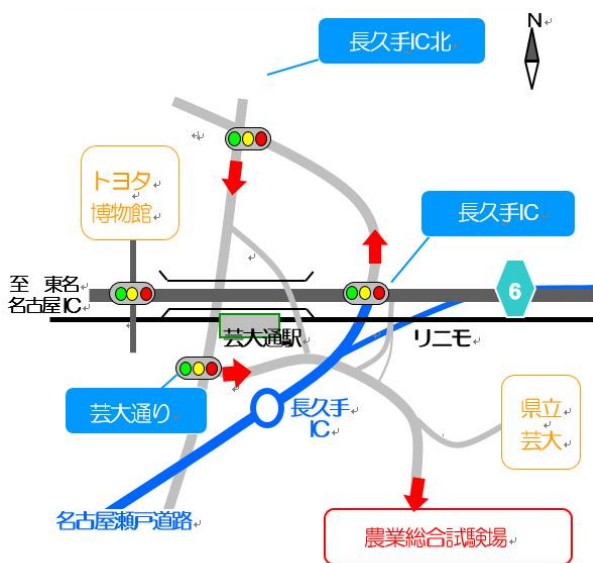 長久手IC北
N
トヨタ
博物館
長久手IC
至 東名
名古屋IC
6
芸大通駅
リニモ
芸大通り
長久手
IC
県立
芸大
名古屋瀬戸道路
農業総合試験場